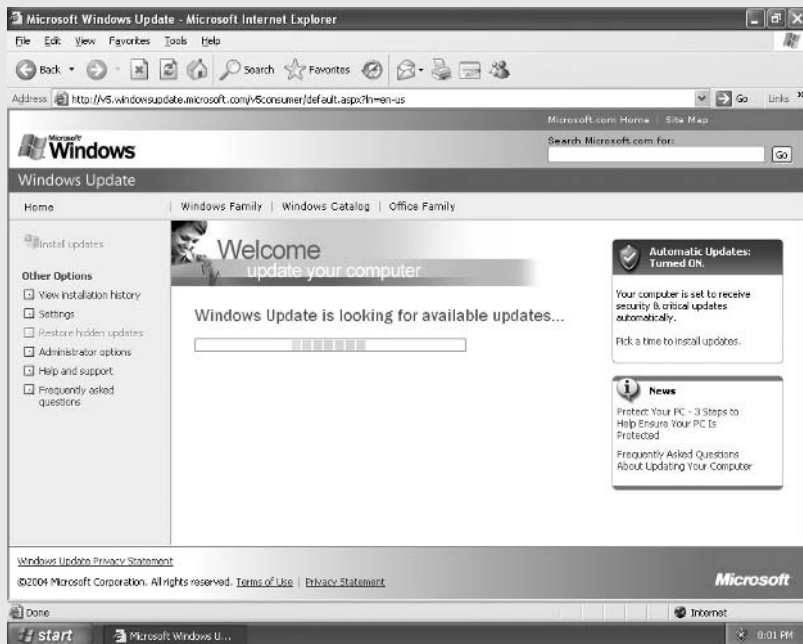 Microsoft Windows Update - Microsoft Internet Explorer
File Edit View Favorites Tools Help
Back Search Favorites
Address http://v5.windowsupdate.microsoft.com/v5consumer/default.aspx?ln=en-us Go Links »
Microsoft.com Home | Site Map
Microsoft
Windows
Search Microsoft.com for:
Go
Windows Update
Home | Windows Family | Windows Catalog | Office Family
Install updates
Other Options
View installation history
Settings
Restore hidden updates
Administrator options
Help and support
Frequently asked
questions
Welcome
update your computer
Windows Update is looking for available updates...
Automatic Updates:
Turned ON.
Your computer is set to receive
security & critical updates
automatically.
Pick a time to install updates.
News
Protect Your PC - 3 Steps to
Help Ensure Your PC Is
Protected
Frequently Asked Questions
About Updating Your Computer
Windows Update Privacy Statement
©2004 Microsoft Corporation. All rights reserved. Terms of Use | Privacy Statement
Microsoft
Done Internet
start Microsoft Windows U... 8:01 PM